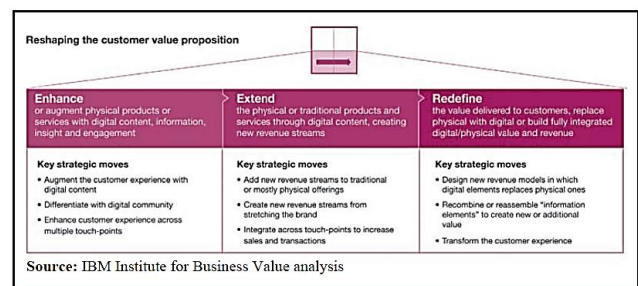 Reshaping the customer value proposition
Enhance
or augment physical products or
services with digital content, information,
insight and engagement
Key strategic moves
• Augment the customer experience with
digital content
• Differentiate with digital community
• Enhance customer experience across
multiple touch-points
Extend
the physical or traditional products and
services through digital content, creating
new revenue streams
Key strategic moves
• Add new revenue streams to traditional
or mostly physical offerings
• Create new revenue streams from
stretching the brand
• Integrate across touch-points to increase
sales and transactions
Redefine
the value delivered to customers, replace
physical with digital or build fully integrated
digital/physical value and revenue
Key strategic moves
• Design new revenue models in which
digital elements replaces physical ones
• Recombine or reassemble "information
elements" to create new or additional
value
• Transform the customer experience
Source: IBM Institute for Business Value analysis